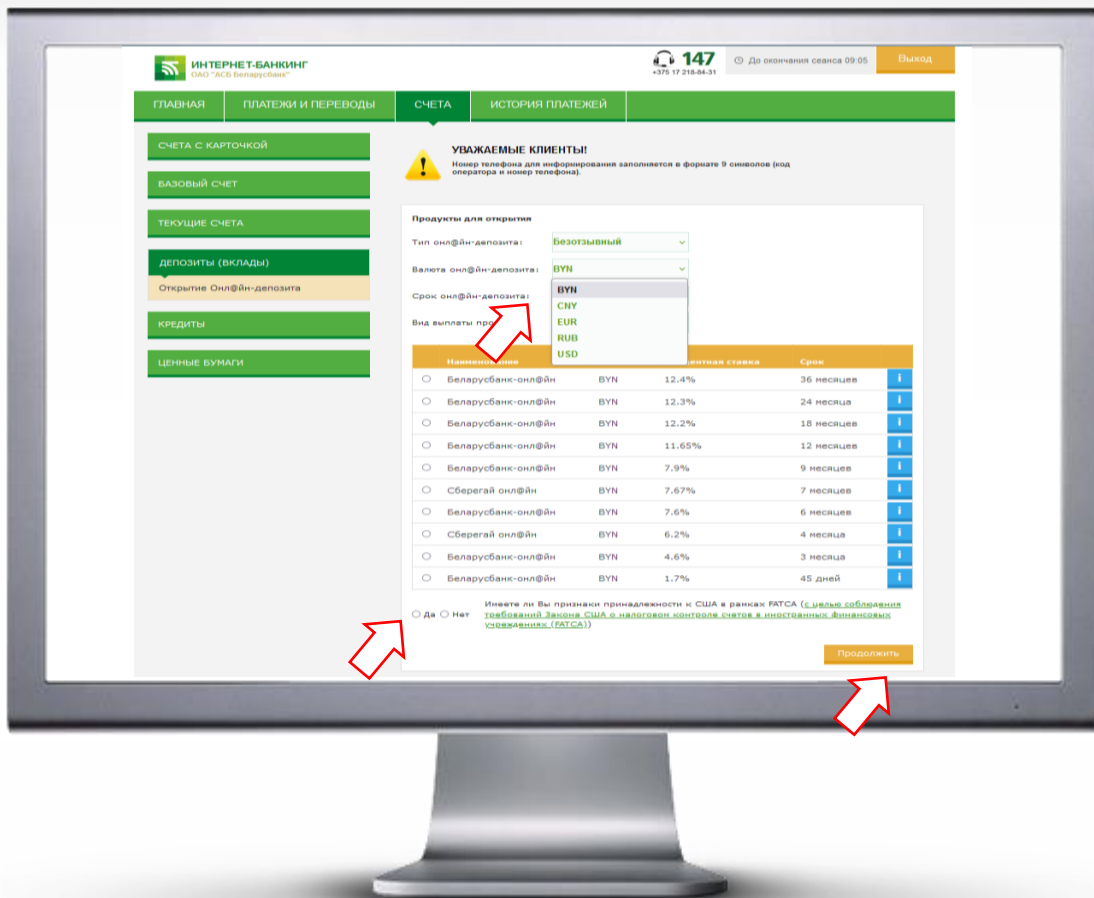 ИНТЕРНЕТ-БАНКИНГ
ОАО "АСБ Беларусбанк"
147
+375 17 218-84-31
До окончания сеанса 09:05
Выход
ГЛАВНАЯ
ПЛАТЕЖИ И ПЕРЕВОДЫ
СЧЕТА
ИСТОРИЯ ПЛАТЕЖЕЙ
СЧЕТА С КАРТОЧКОЙ
БАЗОВЫЙ СЧЕТ
ТЕКУЩИЕ СЧЕТА
ДЕПОЗИТЫ (ВКЛАДЫ)
Открытие Онл@йн-депозита
КРЕДИТЫ
ЦЕННЫЕ БУМАГИ
УВАЖАЕМЫЕ КЛИЕНТЫ!
Номер телефона для информирования заполняется в формате 9 символов (код
оператора и номер телефона).
Продукты для открытия
Тип онл@йн-депозита: Безотзывный
Валюта онл@йн-депозита: BYN
BYN
CNY
EUR
RUB
USD
Срок онл@йн-депозита:
Вид выплаты
Срок
Беларусбанк-онл@йн BYN 12.4% 36 месяцев
Беларусбанк-онл@йн BYN 12.3% 24 месяца
Беларусбанк-онл@йн BYN 12.2% 18 месяцев
Беларусбанк-онл@йн BYN 11.65% 12 месяцев
Беларусбанк-онл@йн BYN 7.9% 9 месяцев
Сберегай онл@йн BYN 7.67% 7 месяцев
Беларусбанк-онл@йн BYN 7.6% 6 месяцев
Сберегай онл@йн BYN 6.2% 4 месяца
Беларусбанк-онл@йн BYN 4.6% 3 месяца
Беларусбанк-онл@йн BYN 1.7% 45 дней
Да Нет
Имеете ли Вы признаки принадлежности к США в рамках FATCA (с целью соблюдения
требований Закона США о налоговом контроле счетов в иностранных финансовых
учреждениях (FATCA))
Продолжить